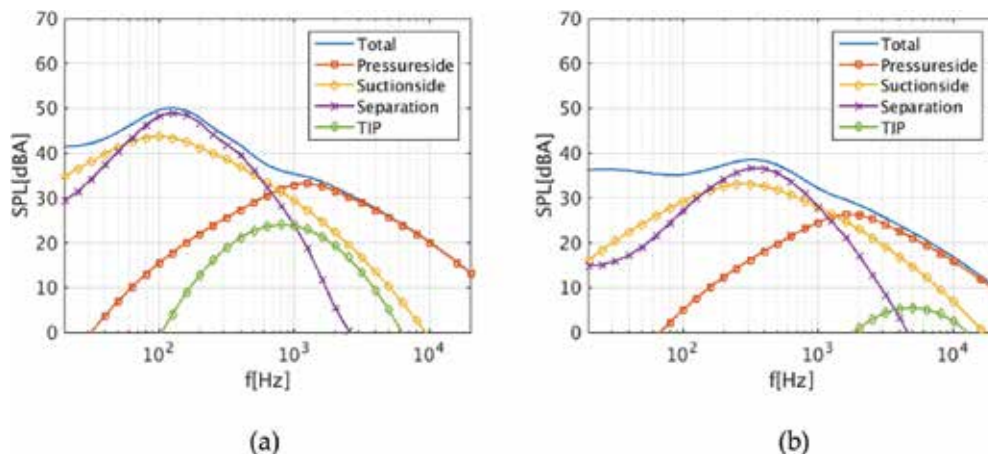 70
60
50
40
30
20
10
0
SPL[dBA]
10²
10³
10⁴
f[Hz]
Total
Pressureside
Suctionside
Separation
TIP
(a)
70
60
50
40
30
20
10
0
SPL[dBA]
10²
10³
10⁴
f[Hz]
Total
Pressureside
Suctionside
Separation
TIP
(b)